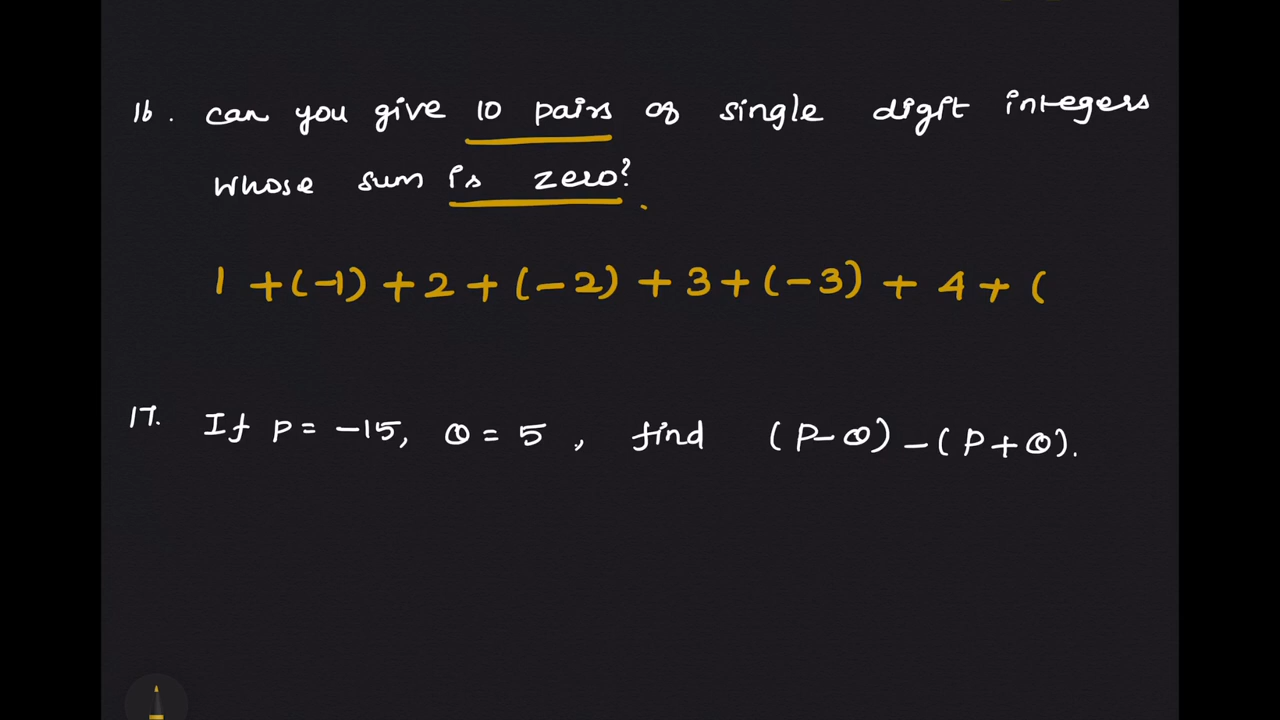 16. can you give 10 pairs of single digit integers
whose sum is zero?
1 + (-1) + 2 + (-2) + 3 + (-3) + 4 + (
17. If P = -15, Q = 5, find (P-Q) - (P+Q).